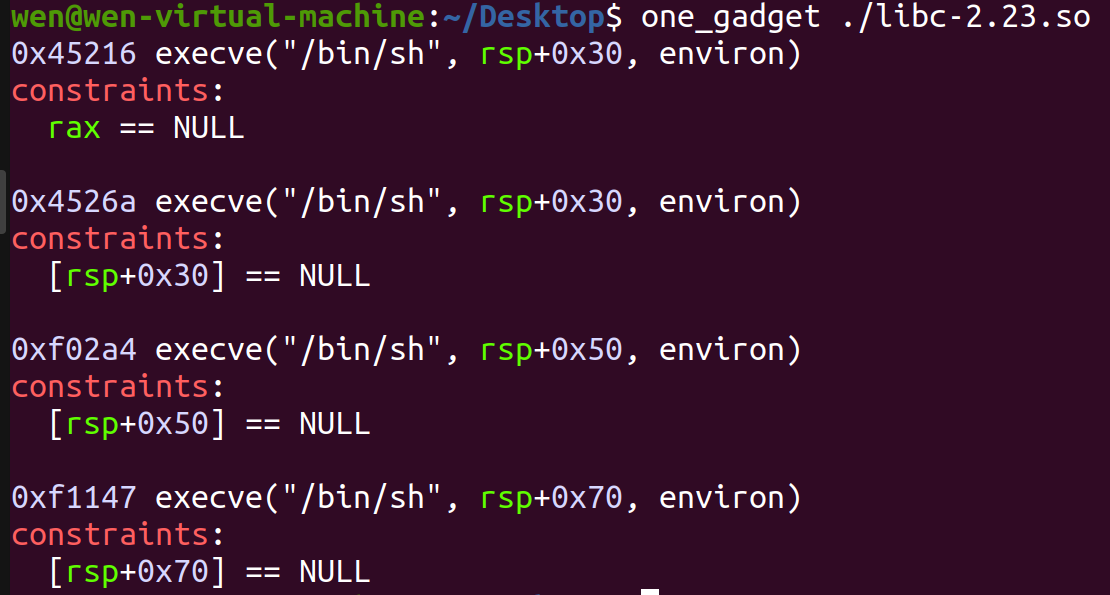 wen@wen-virtual-machine:~/Desktop$ one_gadget ./libc-2.23.so
0x45216 execve("/bin/sh", rsp+0x30, environ)
constraints:
  rax == NULL

0x4526a execve("/bin/sh", rsp+0x30, environ)
constraints:
  [rsp+0x30] == NULL

0xf02a4 execve("/bin/sh", rsp+0x50, environ)
constraints:
  [rsp+0x50] == NULL

0xf1147 execve("/bin/sh", rsp+0x70, environ)
constraints:
  [rsp+0x70] == NULL